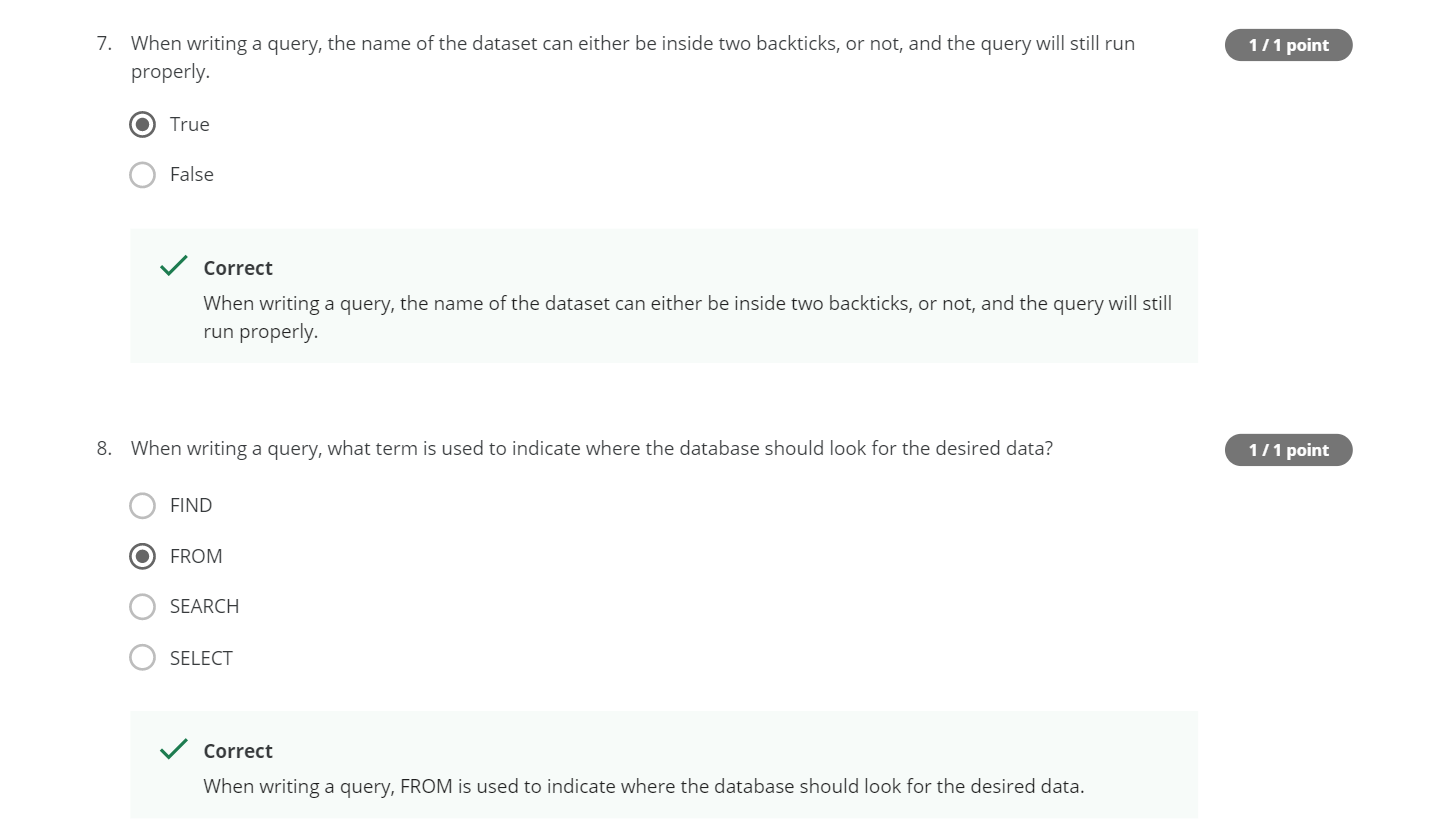 7. When writing a query, the name of the dataset can either be inside two backticks, or not, and the query will still run
1 / 1 point
properly.
True
False
Correct
When writing a query, the name of the dataset can either be inside two backticks, or not, and the query will still
run properly.
8. When writing a query, what term is used to indicate where the database should look for the desired data?
1 / 1 point
FIND
FROM
SEARCH
SELECT
Correct
When writing a query, FROM is used to indicate where the database should look for the desired data.